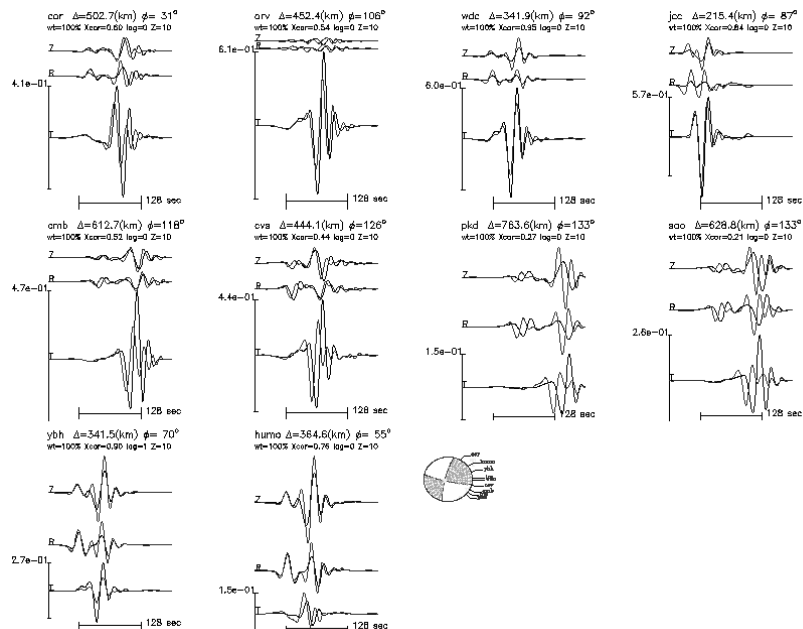 cor Δ=502.7(km) ϕ= 31°
wt=100% Xcor=0.60 lag=0 Z=10
Z
R
4.1e-01
T
128 sec
orv Δ=452.4(km) ϕ=106°
wt=100% Xcor=0.54 lag=0 Z=10
Z
R
6.1e-01
T
128 sec
wdc Δ=341.9(km) ϕ= 92°
wt=100% Xcor=0.95 lag=0 Z=10
Z
R
6.0e-01
T
128 sec
jcc Δ=215.4(km) ϕ= 87°
wt=100% Xcor=0.84 lag=0 Z=10
Z
R
5.7e-01
T
128 sec
cmb Δ=612.7(km) ϕ=118°
wt=100% Xcor=0.52 lag=0 Z=10
Z
R
4.7e-01
T
128 sec
cvs Δ=444.1(km) ϕ=126°
wt=100% Xcor=0.44 lag=0 Z=10
Z
R
4.4e-01
T
128 sec
pkd Δ=763.6(km) ϕ=133°
wt=100% Xcor=0.27 lag=0 Z=10
Z
R
1.5e-01
T
128 sec
sao Δ=628.8(km) ϕ=133°
wt=100% Xcor=0.21 lag=0 Z=10
Z
R
2.6e-01
T
128 sec
ybh Δ=341.5(km) ϕ= 70°
wt=100% Xcor=0.90 lag=1 Z=10
Z
R
2.7e-01
T
128 sec
humo Δ=364.6(km) ϕ= 55°
wt=100% Xcor=0.76 lag=0 Z=10
Z
R
1.5e-01
T
128 sec
cor
humo
ybh